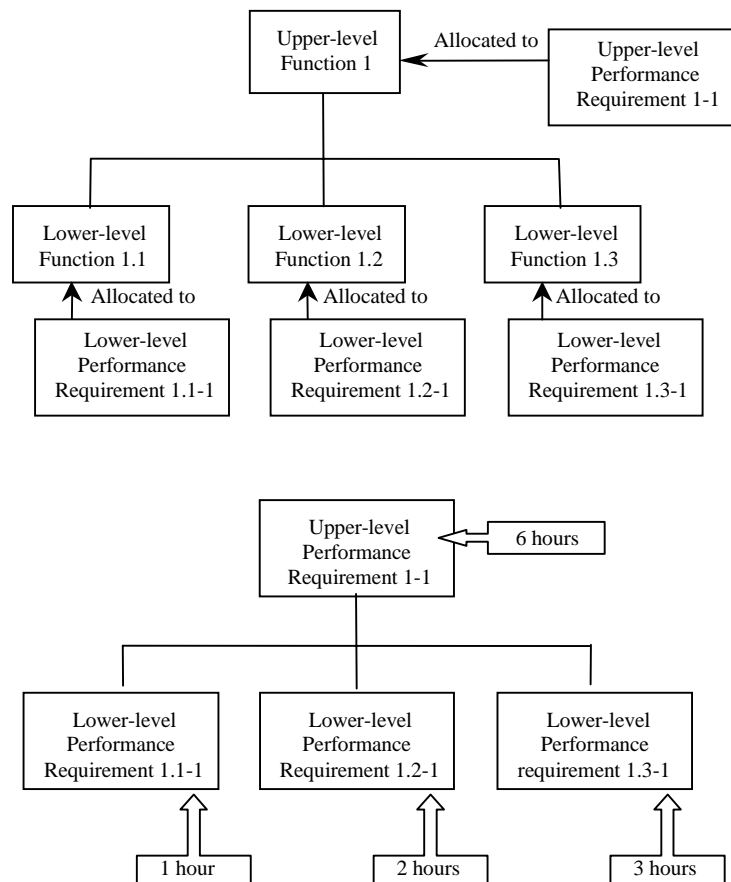 Upper-level
Function 1
Allocated to
Upper-level
Performance
Requirement 1-1
Lower-level
Function 1.1
Lower-level
Function 1.2
Lower-level
Function 1.3
Allocated to
Allocated to
Allocated to
Lower-level
Performance
Requirement 1.1-1
Lower-level
Performance
Requirement 1.2-1
Lower-level
Performance
Requirement 1.3-1
Upper-level
Performance
Requirement 1-1
6 hours
Lower-level
Performance
Requirement 1.1-1
Lower-level
Performance
Requirement 1.2-1
Lower-level
Performance
requirement 1.3-1
1 hour
2 hours
3 hours